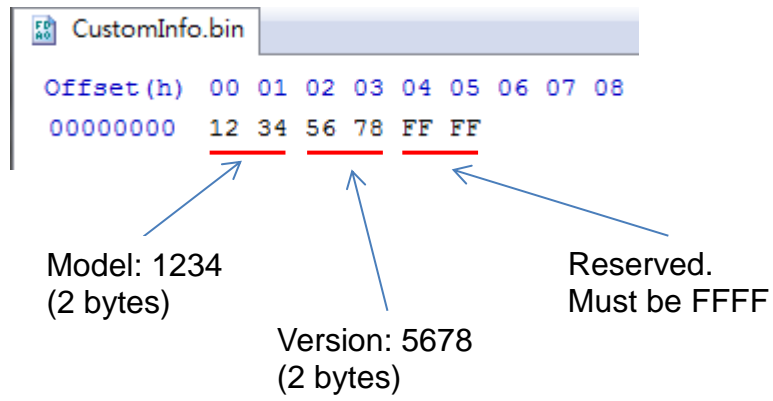 CustomInfo.bin
Offset(h) 00 01 02 03 04 05 06 07 08
00000000 12 34 56 78 FF FF
Model: 1234
(2 bytes)
Reserved.
Must be FFFF
Version: 5678
(2 bytes)